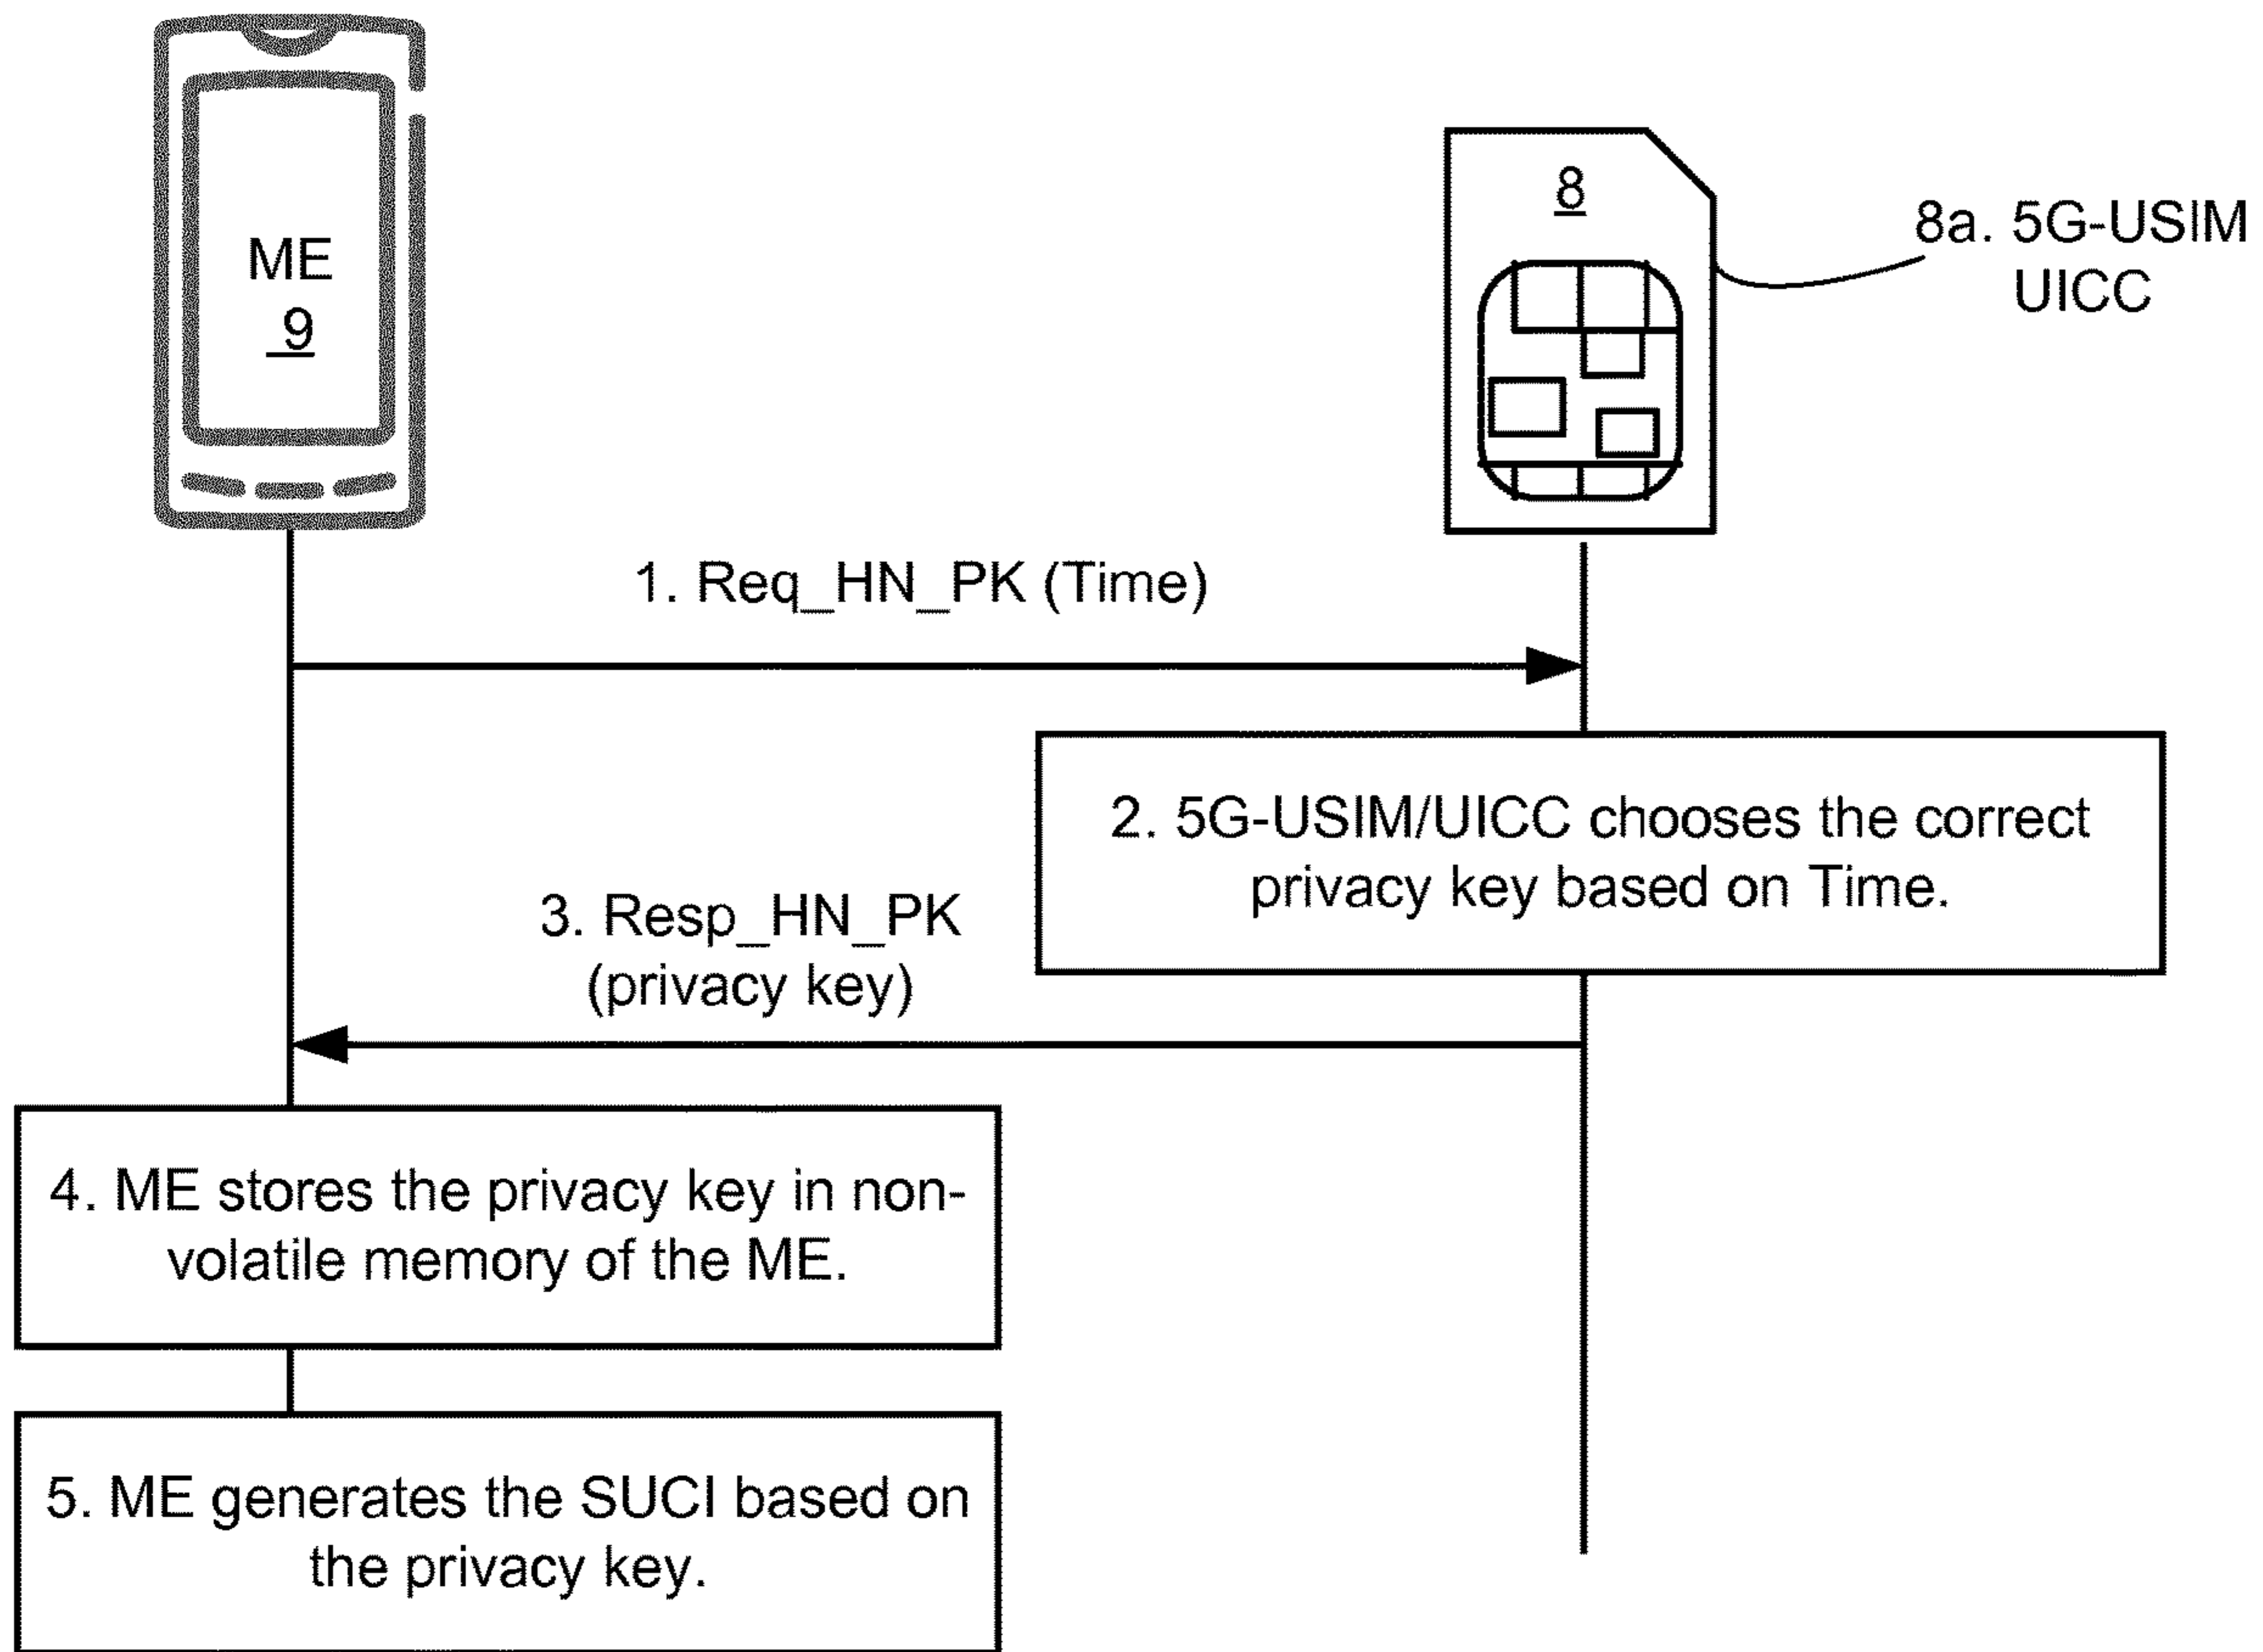 ME
9
8
8a. 5G-USIM
UICC
1. Req_HN_PK (Time)
2. 5G-USIM/UICC chooses the correct
privacy key based on Time.
3. Resp_HN_PK
(privacy key)
4. ME stores the privacy key in non-
volatile memory of the ME.
5. ME generates the SUCI based on
the privacy key.